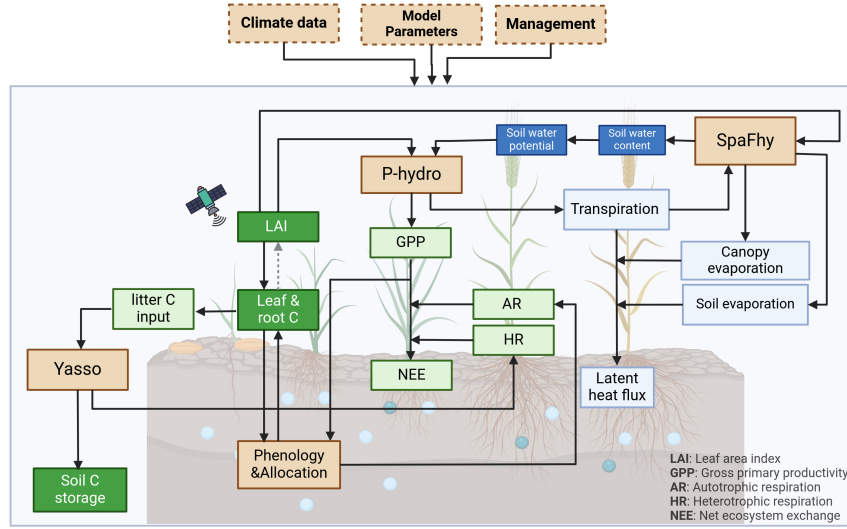 Climate data
Model
Parameters
Management
Soil water
potential
Soil water
content
SpaFhy
P-hydro
LAI
GPP
Transpiration
Canopy
evaporation
litter C
input
Leaf &
root C
AR
Soil evaporation
HR
Yasso
NEE
Latent
heat flux
Phenology
&Allocation
Soil C
storage
LAI: Leaf area index
GPP: Gross primary productivity
AR: Autotrophic respiration
HR: Heterotrophic respiration
NEE: Net ecosystem exchange